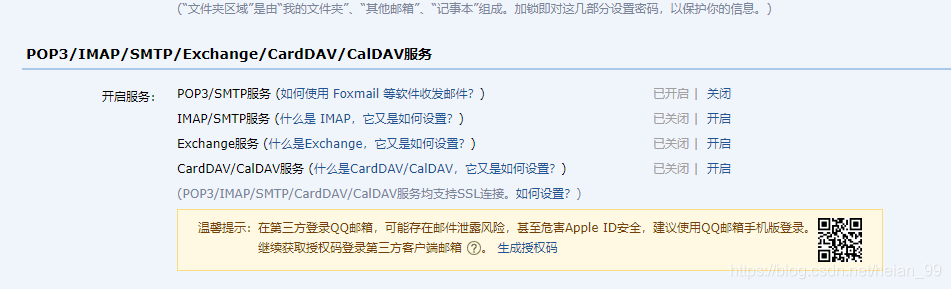 (“文件夹区域”是由“我的文件夹”、“其他邮箱”、“记事本”组成。加锁即对这几部分设置密码，以保护你的信息。)
POP3/IMAP/SMTP/Exchange/CardDAV/CalDAV服务
开启服务： POP3/SMTP服务 (如何使用 Foxmail 等软件收发邮件？) 已开启 | 关闭
IMAP/SMTP服务 (什么是 IMAP，它又是如何设置？) 已关闭 | 开启
Exchange服务 (什么是Exchange，它又是如何设置？) 已关闭 | 开启
CardDAV/CalDAV服务 (什么是CardDAV/CalDAV，它又是如何设置？) 已关闭 | 开启
(POP3/IMAP/SMTP/CardDAV/CalDAV服务均支持SSL连接。如何设置？)
温馨提示：在第三方登录QQ邮箱，可能存在邮件泄露风险，甚至危害Apple ID安全，建议使用QQ邮箱手机版登录。
继续获取授权码登录第三方客户端邮箱 ?。 生成授权码
https://blog.csdn.net/heian_99